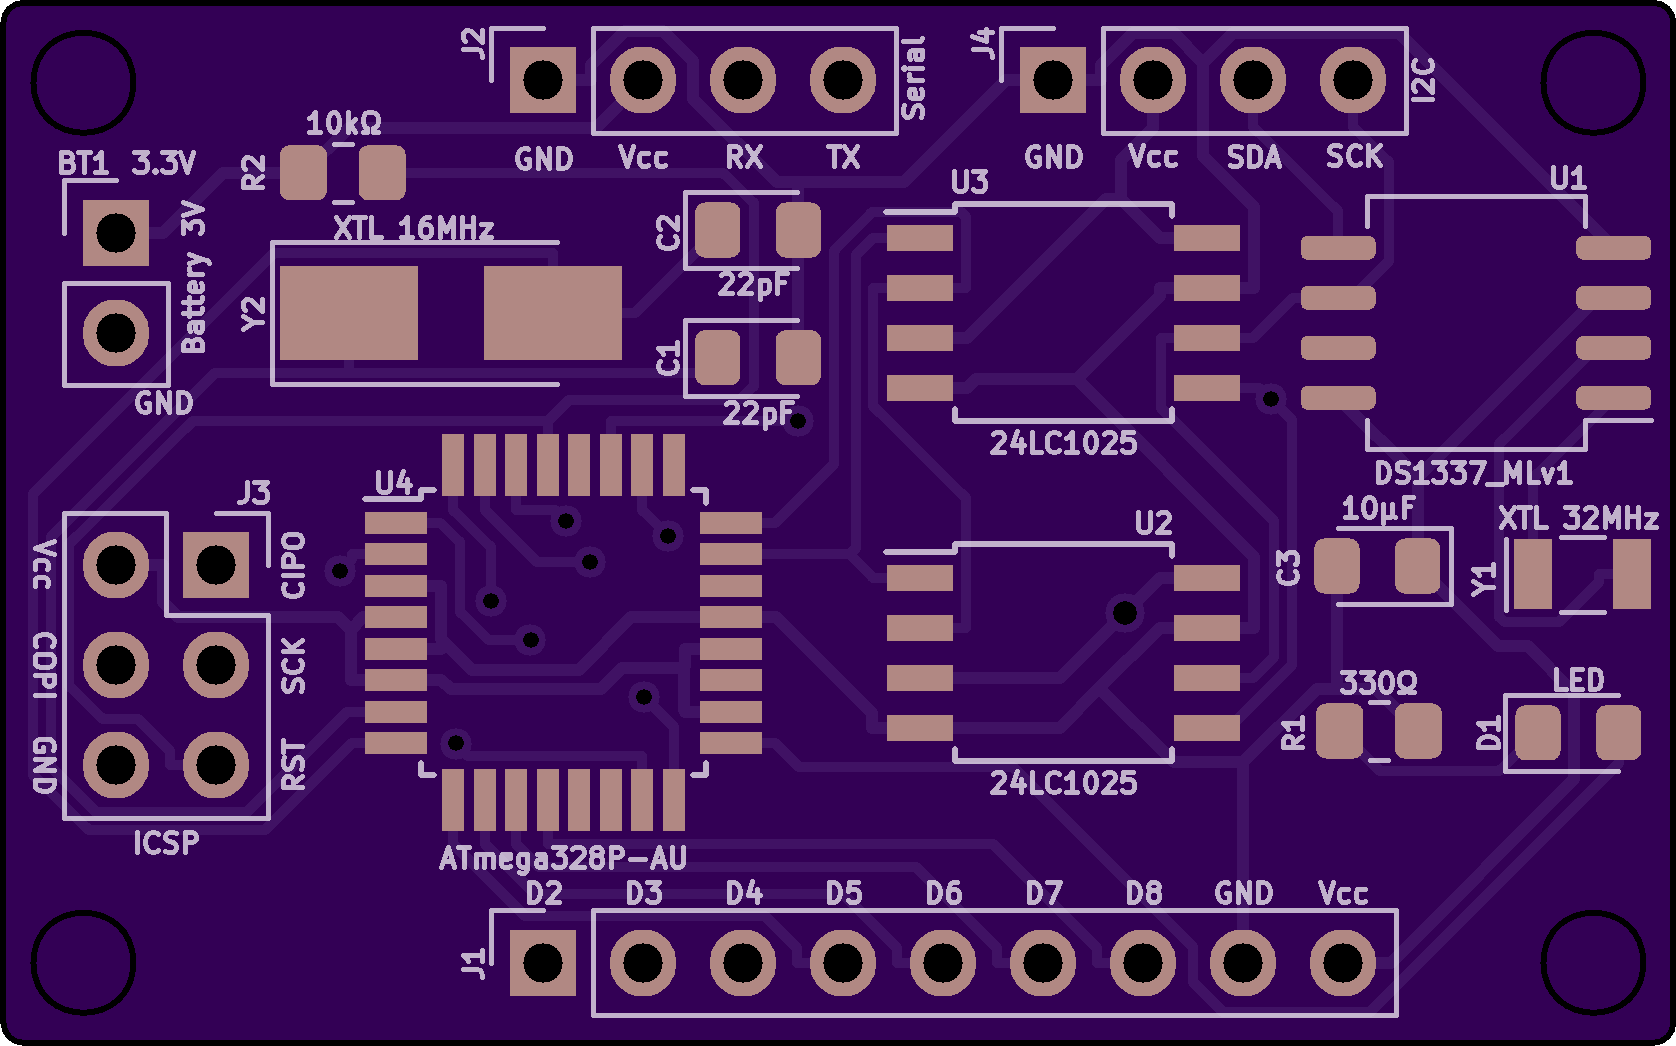 J2
Serial
J4
I2C
10kΩ
R2
GND
Vcc
RX
TX
GND
Vcc
SDA
SCK
BT1 3.3V
Battery 3V
GND
XTL 16MHz
Y2
C2
22pF
C1
22pF
U3
24LC1025
U1
DS1337_MLv1
U4
J3
Vcc
CIPO
COPI
SCK
GND
RST
ICSP
ATmega328P-AU
U2
24LC1025
10µF
C3
XTL 32MHz
Y1
330Ω
R1
LED
D1
D2
D3
D4
D5
D6
D7
D8
GND
Vcc
J1